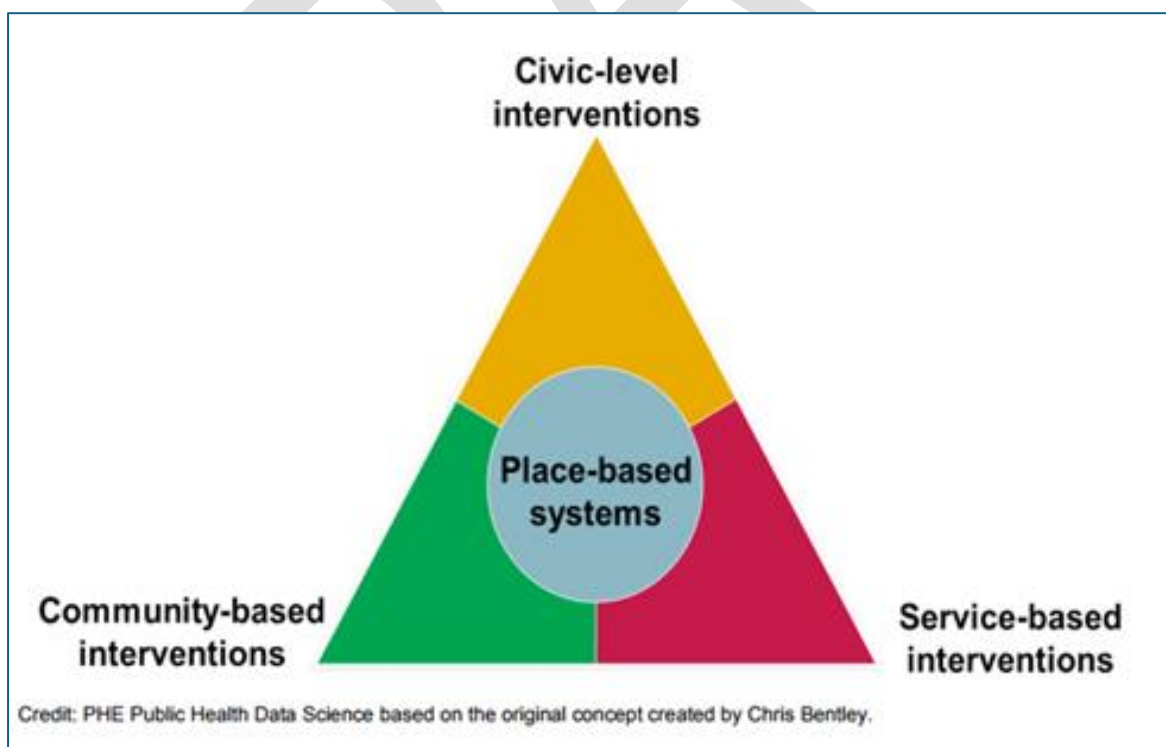 Civic-level
interventions
Place-based
systems
Community-based
interventions
Service-based
interventions
Credit: PHE Public Health Data Science based on the original concept created by Chris Bentley.